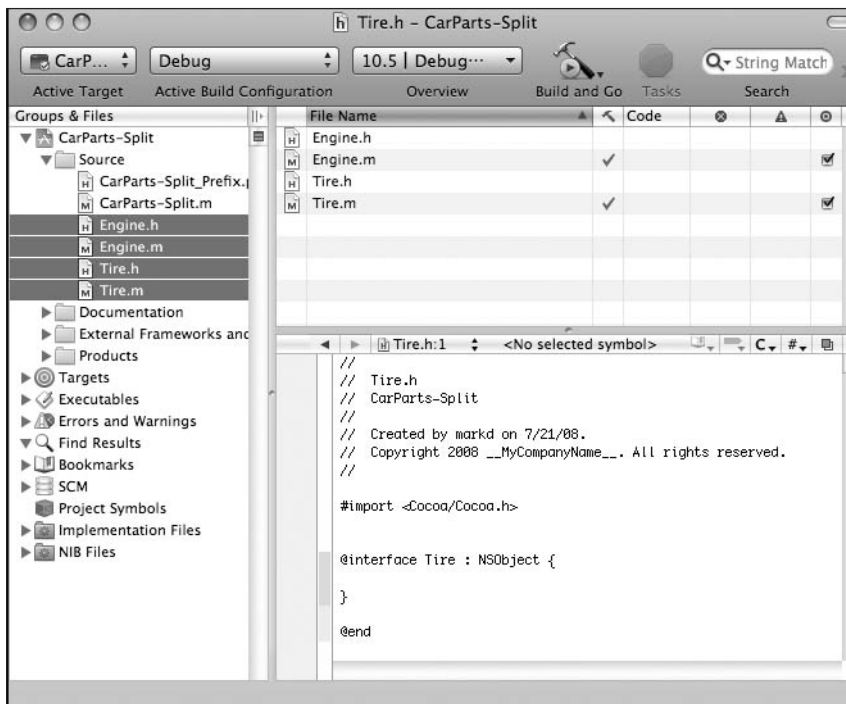 Tire.h – CarParts-Split
CarP...
Debug
10.5 | Debug···
String Match
Active Target
Active Build Configuration
Overview
Build and Go
Tasks
Search
Groups & Files
CarParts-Split
Source
CarParts-Split_Prefix.
CarParts-Split.m
Engine.h
Engine.m
Tire.h
Tire.m
Documentation
External Frameworks and
Products
Targets
Executables
Errors and Warnings
Find Results
Bookmarks
SCM
Project Symbols
Implementation Files
NIB Files
File Name
Code
Engine.h
Engine.m
Tire.h
Tire.m
Tire.h:1
<No selected symbol>
C
#
//
//  Tire.h
//  CarParts-Split
//
//  Created by markd on 7/21/08.
//  Copyright 2008 __MyCompanyName__. All rights reserved.
//
#import <Cocoa/Cocoa.h>
@interface Tire : NSObject {
}
@end